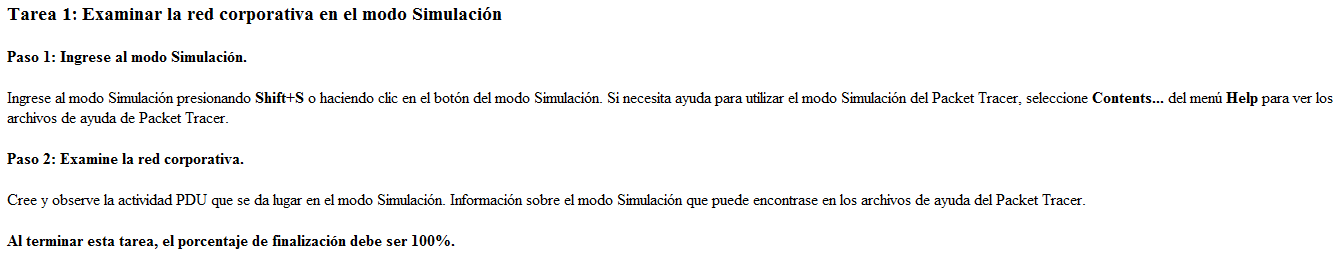 Tarea 1: Examinar la red corporativa en el modo Simulación
Paso 1: Ingrese al modo Simulación.
Ingrese al modo Simulación presionando Shift+S o haciendo clic en el botón del modo Simulación. Si necesita ayuda para utilizar el modo Simulación del Packet Tracer, seleccione Contents... del menú Help para ver los
archivos de ayuda de Packet Tracer.
Paso 2: Examine la red corporativa.
Cree y observe la actividad PDU que se da lugar en el modo Simulación. Información sobre el modo Simulación que puede encontrase en los archivos de ayuda del Packet Tracer.
Al terminar esta tarea, el porcentaje de finalización debe ser 100%.